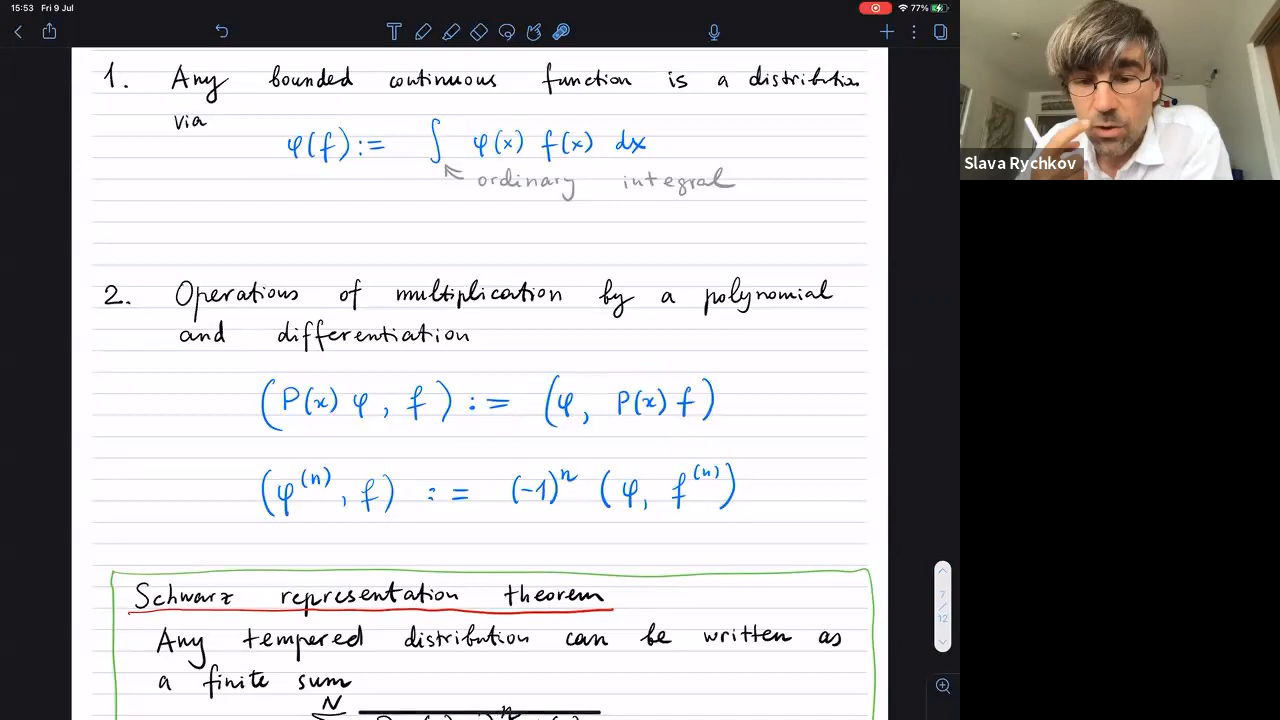 15:53 Fri 9 Jul
77%
1. Any bounded continuous function is a distribution
via
φ(f) := ∫ φ(x) f(x) dx
ordinary integral
2. Operations of multiplication by a polynomial
and differentiation
(P(x) φ, f) := (φ, P(x) f)
(φ^(n), f) := (-1)^n (φ, f^(n))
Schwarz representation theorem
Any tempered distribution can be written as
a finite sum
N
Slava Rychkov
7
/
12